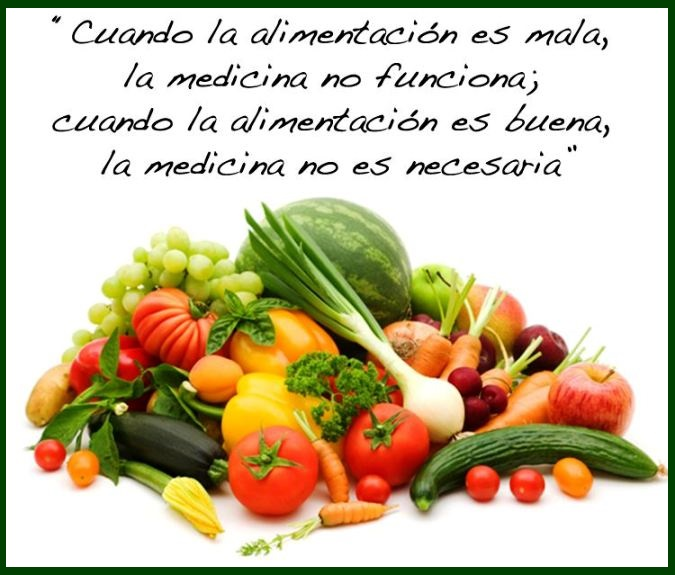 “Cuando la alimentación es mala,
la medicina no funciona;
cuando la alimentación es buena,
la medicina no es necesaria”